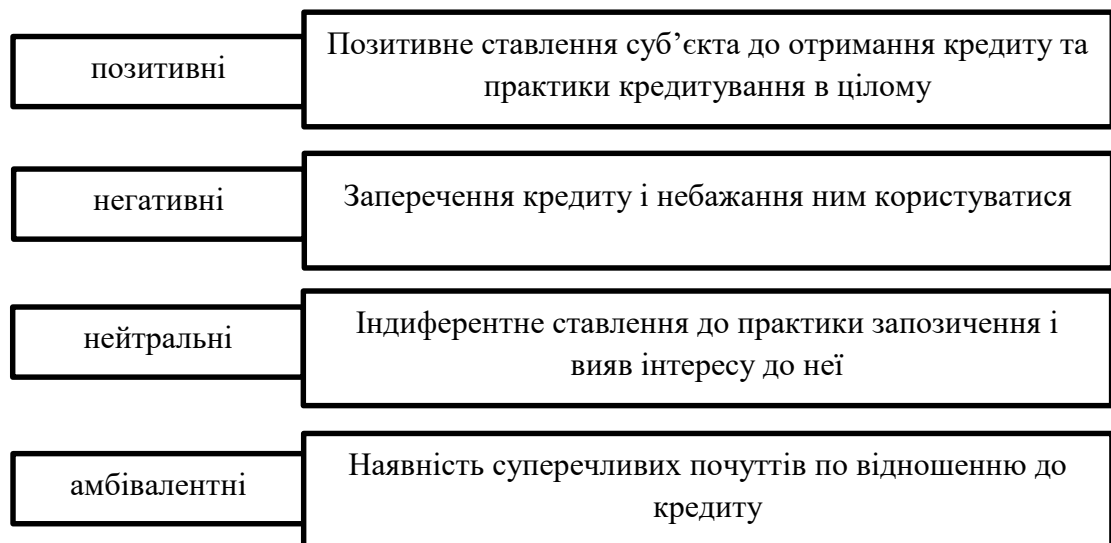 позитивні
Позитивне ставлення суб’єкта до отримання кредиту та
практики кредитування в цілому
негативні
Заперечення кредиту і небажання ним користуватися
нейтральні
Індиферентне ставлення до практики запозичення і
вияв інтересу до неї
амбівалентні
Наявність суперечливих почуттів по відношенню до
кредиту